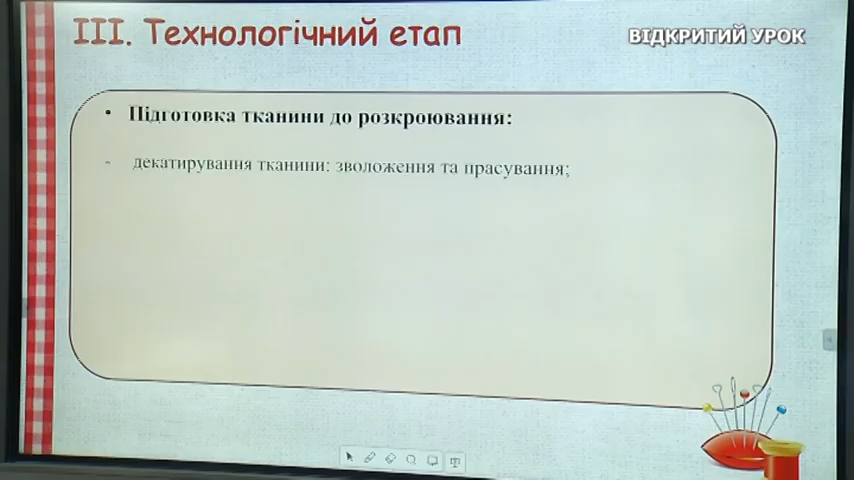 III. Технологічний етап
ВІДКРИТИЙ УРОК
• Підготовка тканини до розкроювання:
- декатирування тканини: зволоження та прасування;